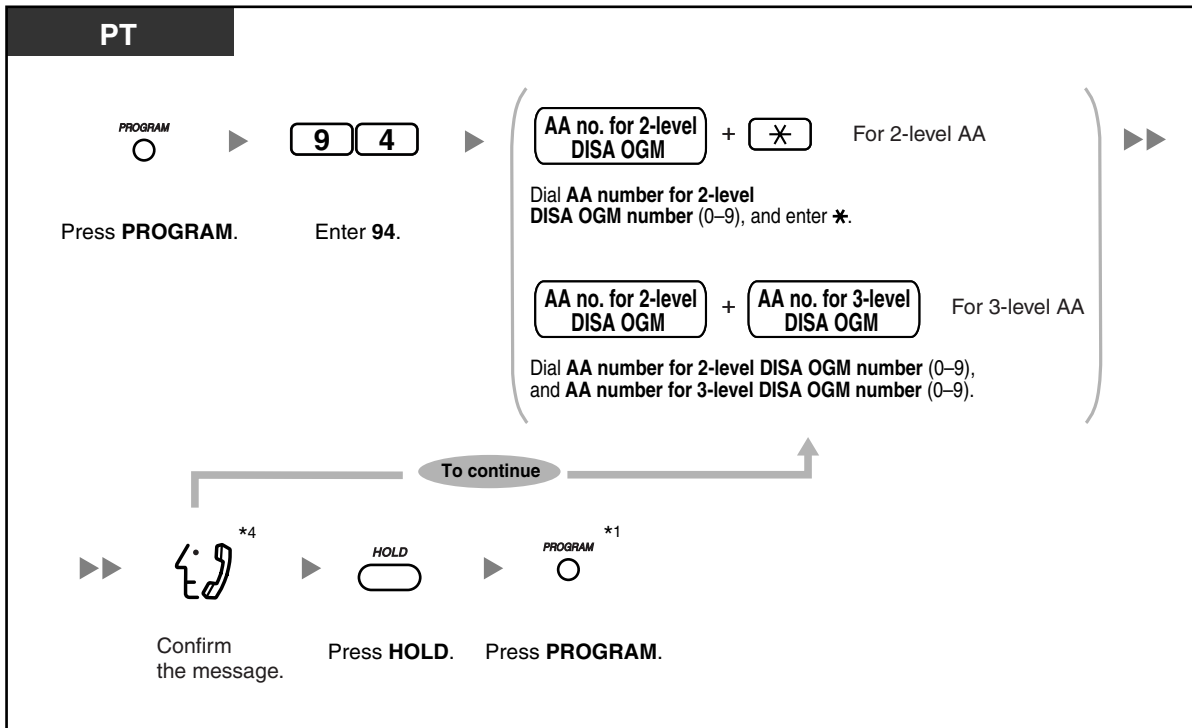 PT
PROGRAM
Press PROGRAM.
9 4
Enter 94.
AA no. for 2-level
DISA OGM
+ ✱ For 2-level AA
Dial AA number for 2-level
DISA OGM number (0–9), and enter ✱.
AA no. for 2-level
DISA OGM
+
AA no. for 3-level
DISA OGM
For 3-level AA
Dial AA number for 2-level DISA OGM number (0–9),
and AA number for 3-level DISA OGM number (0–9).
To continue
*4
Confirm
the message.
HOLD
Press HOLD.
PROGRAM
*1
Press PROGRAM.